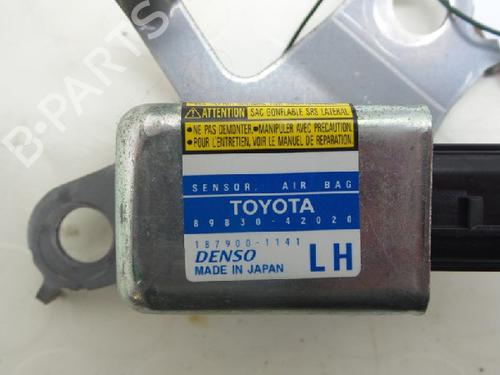 B-PARTS
ATTENTION SAC GONFLABLE SRS LATERAL
•NE PAS DEMONTER. •MANIPULER AVEC PRECAUTION.
•POUR L'ENTRETIEN, VOIR LE MANUEL DE REPARATION.
SENSOR, AIR BAG
TOYOTA
89830-42020
187900-1141
DENSO LH
MADE IN JAPAN